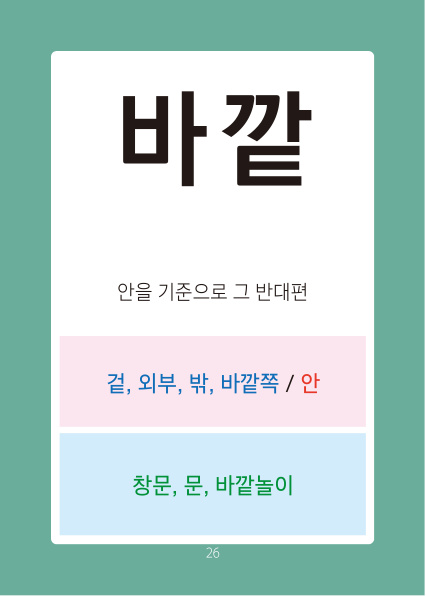 바깥
안을 기준으로 그 반대편
겉, 외부, 밖, 바깥쪽 / 안
창문, 문, 바깥놀이
26